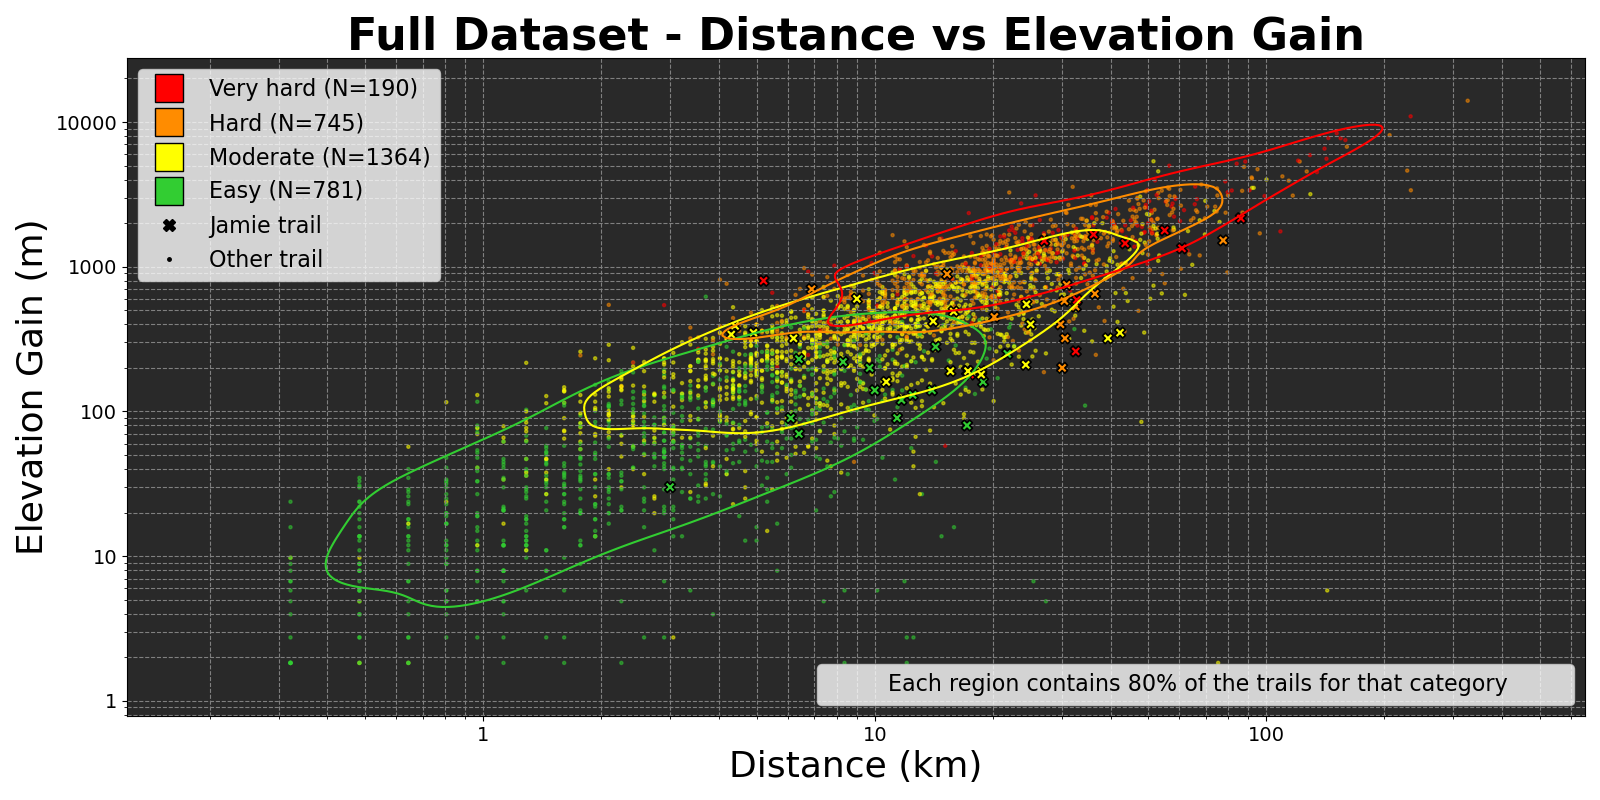 Full Dataset - Distance vs Elevation Gain
Very hard (N=190)
Hard (N=745)
Moderate (N=1364)
Easy (N=781)
Jamie trail
Other trail
Elevation Gain (m)
10000
1000
100
10
1
Each region contains 80% of the trails for that category
1
10
100
Distance (km)